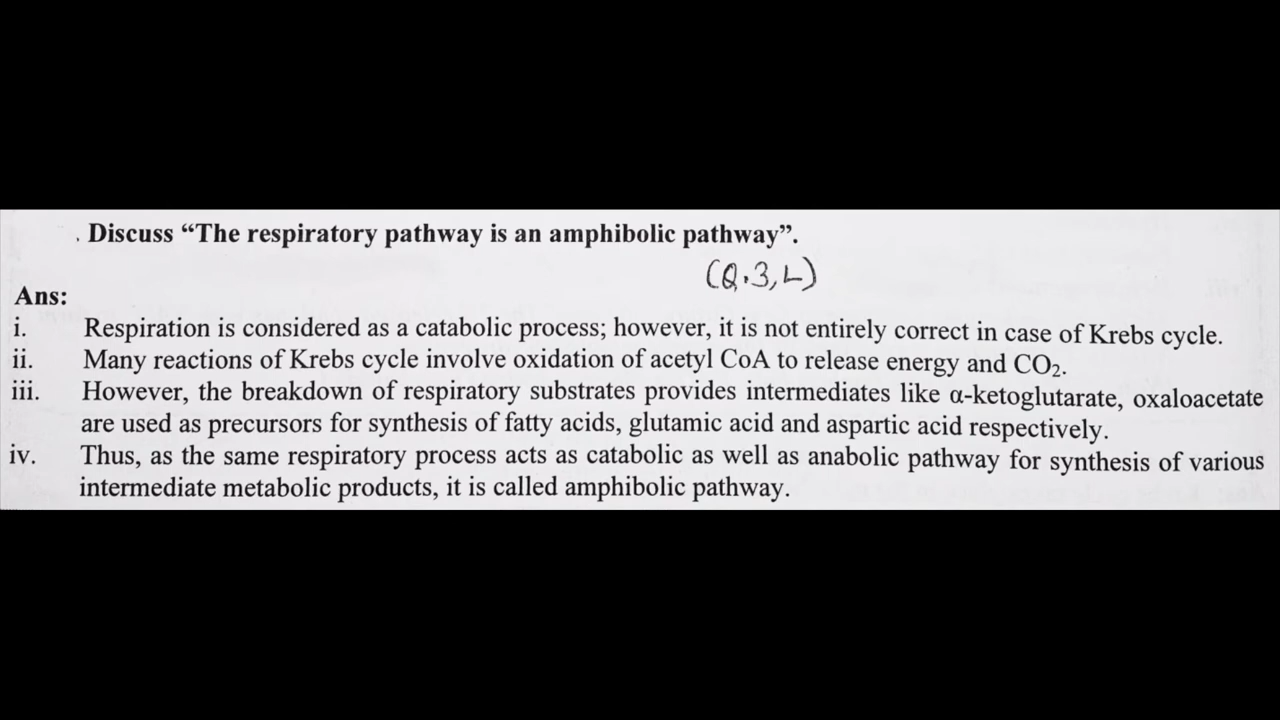 . Discuss “The respiratory pathway is an amphibolic pathway”.
(Q.3, L)
Ans:
i. Respiration is considered as a catabolic process; however, it is not entirely correct in case of Krebs cycle.
ii. Many reactions of Krebs cycle involve oxidation of acetyl CoA to release energy and CO₂.
iii. However, the breakdown of respiratory substrates provides intermediates like α-ketoglutarate, oxaloacetate
are used as precursors for synthesis of fatty acids, glutamic acid and aspartic acid respectively.
iv. Thus, as the same respiratory process acts as catabolic as well as anabolic pathway for synthesis of various
intermediate metabolic products, it is called amphibolic pathway.